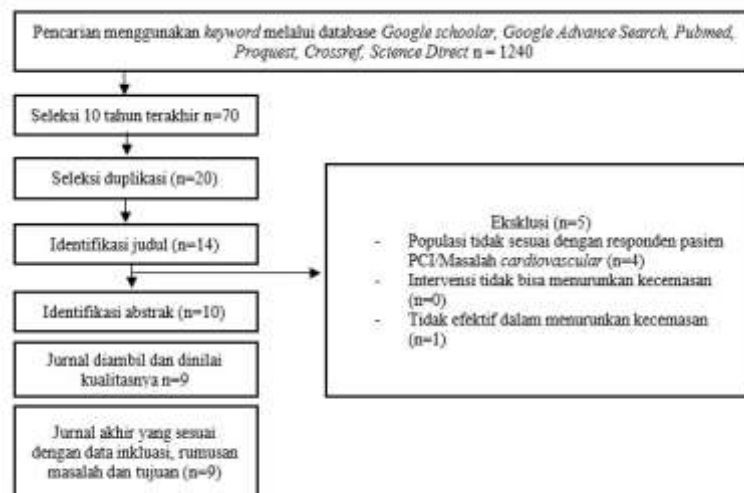 Pencarian menggunakan keyword melalui database Google schoolar, Google Advance Search, Pubmed,
Proquest, Crossref, Science Direct n = 1240
Seleksi 10 tahun terakhir n=70
Seleksi duplikasi (n=20)
Identifikasi judul (n=14)
Eksklusi (n=5)
- Populasi tidak sesuai dengan responden pasien
PCI/Masalah cardiovascular (n=4)
- Intervensi tidak bisa menurunkan kecemasan
(n=0)
- Tidak efektif dalam menurunkan kecemasan
(n=1)
Identifikasi abstrak (n=10)
Jurnal diambil dan dinilai
kualitasnya n=9
Jurnal akhir yang sesuai
dengan data inkluasi, rumusan
masalah dan tujuan (n=9)